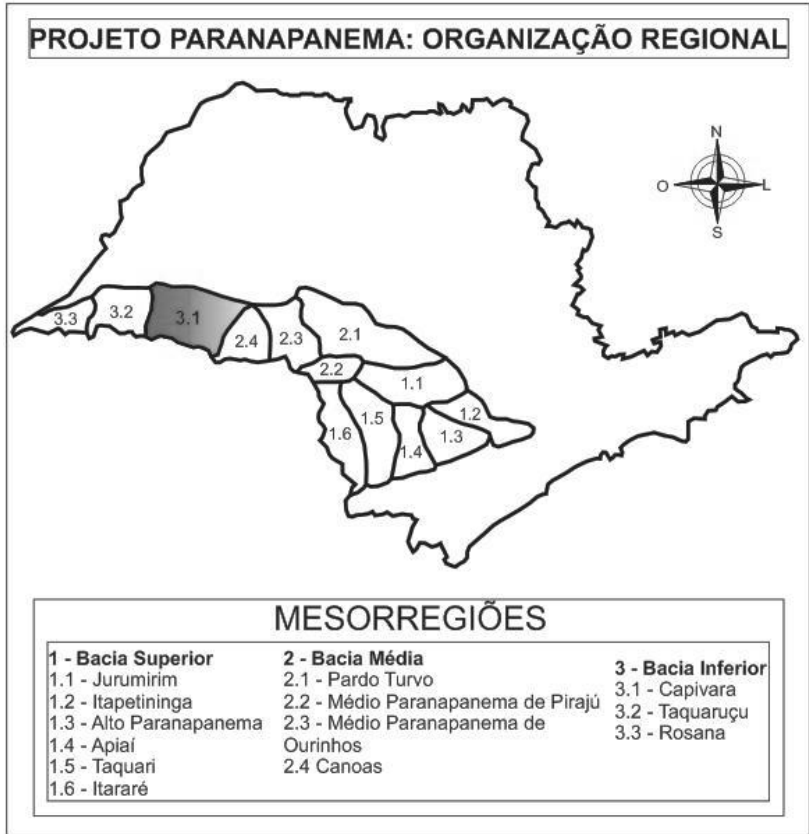 PROJETO PARANAPANEMA: ORGANIZAÇÃO REGIONAL
N
O
L
S
3.3
3.2
3.1
2.4
2.3
2.1
2.2
1.1
1.2
1.5
1.6
1.4
1.3
MESORREGIÕES
1 - Bacia Superior
1.1 - Jurumirim
1.2 - Itapetininga
1.3 - Alto Paranapanema
1.4 - Apiaí
1.5 - Taquari
1.6 - Itararé
2 - Bacia Média
2.1 - Pardo Turvo
2.2 - Médio Paranapanema de Pirajú
2.3 - Médio Paranapanema de
Ourinhos
2.4 Canoas
3 - Bacia Inferior
3.1 - Capivara
3.2 - Taquaruçu
3.3 - Rosana